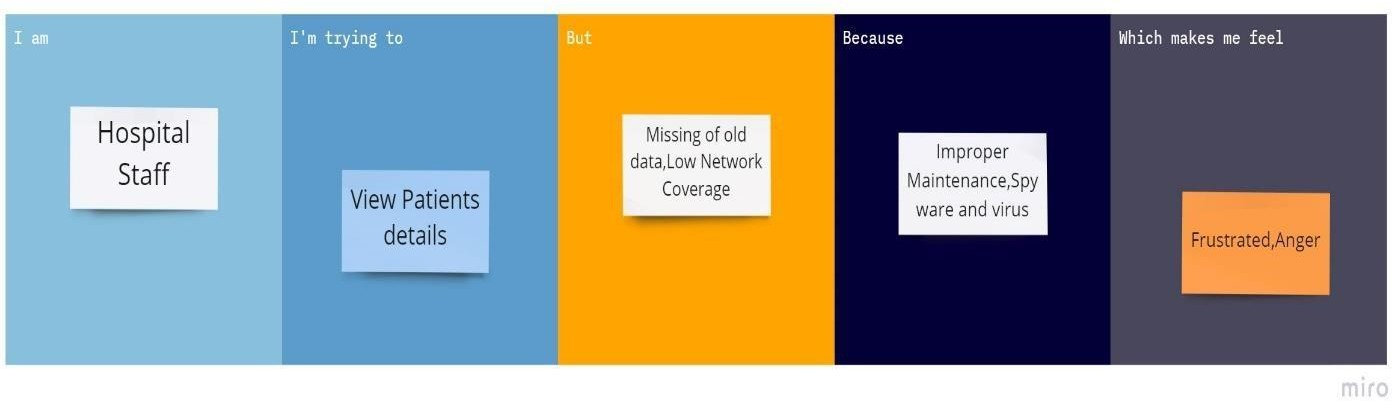 I am
Hospital
Staff
I'm trying to
View Patients
details
But
Missing of old
data,Low Network
Coverage
Because
Improper
Maintenance,Spy
ware and virus
Which makes me feel
Frustrated,Anger
miro